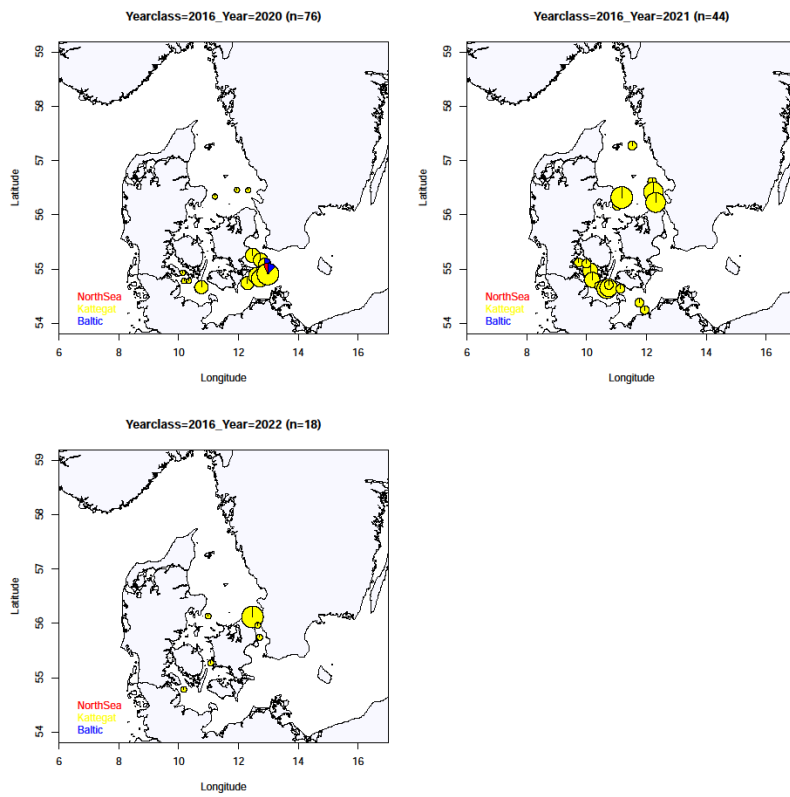 Yearclass=2016_Year=2020 (n=76)
Latitude
59
58
57
56
55
54
NorthSea
Kattegat
Baltic
6 8 10 12 14 16
Longitude
Yearclass=2016_Year=2021 (n=44)
Latitude
59
58
57
56
55
54
NorthSea
Kattegat
Baltic
6 8 10 12 14 16
Longitude
Yearclass=2016_Year=2022 (n=18)
Latitude
59
58
57
56
55
54
NorthSea
Kattegat
Baltic
6 8 10 12 14 16
Longitude